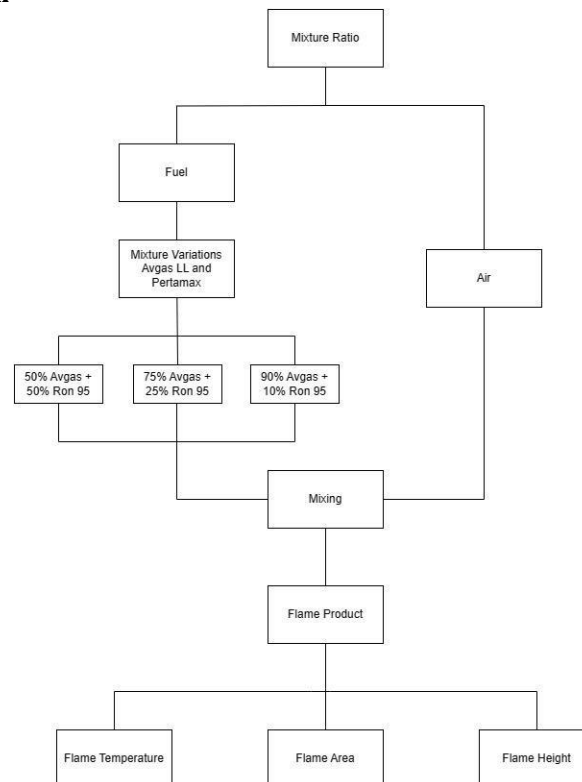 Mixture Ratio
Fuel
Mixture Variations
Avgas LL and
Pertamax
Air
50% Avgas +
50% Ron 95
75% Avgas +
25% Ron 95
90% Avgas +
10% Ron 95
Mixing
Flame Product
Flame Temperature
Flame Area
Flame Height